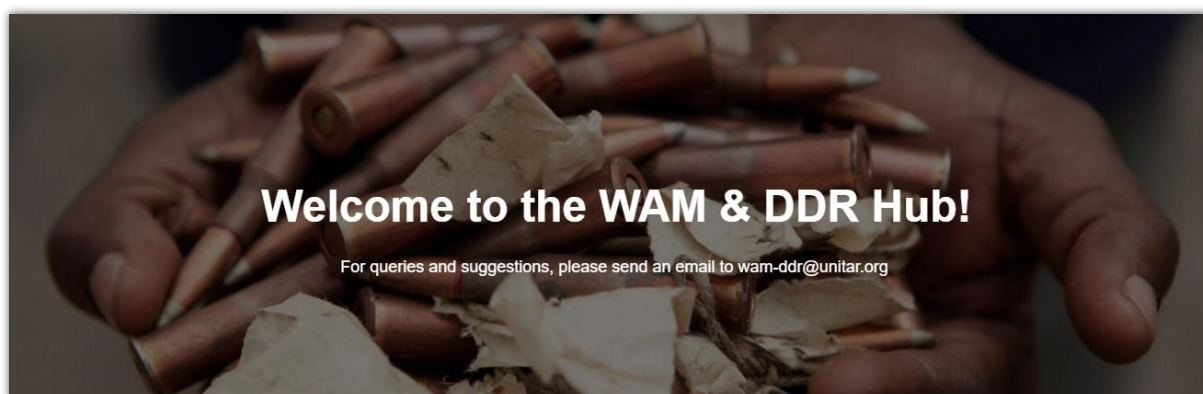 Welcome to the WAM & DDR Hub!
For queries and suggestions, please send an email to wam-ddr@unitar.org